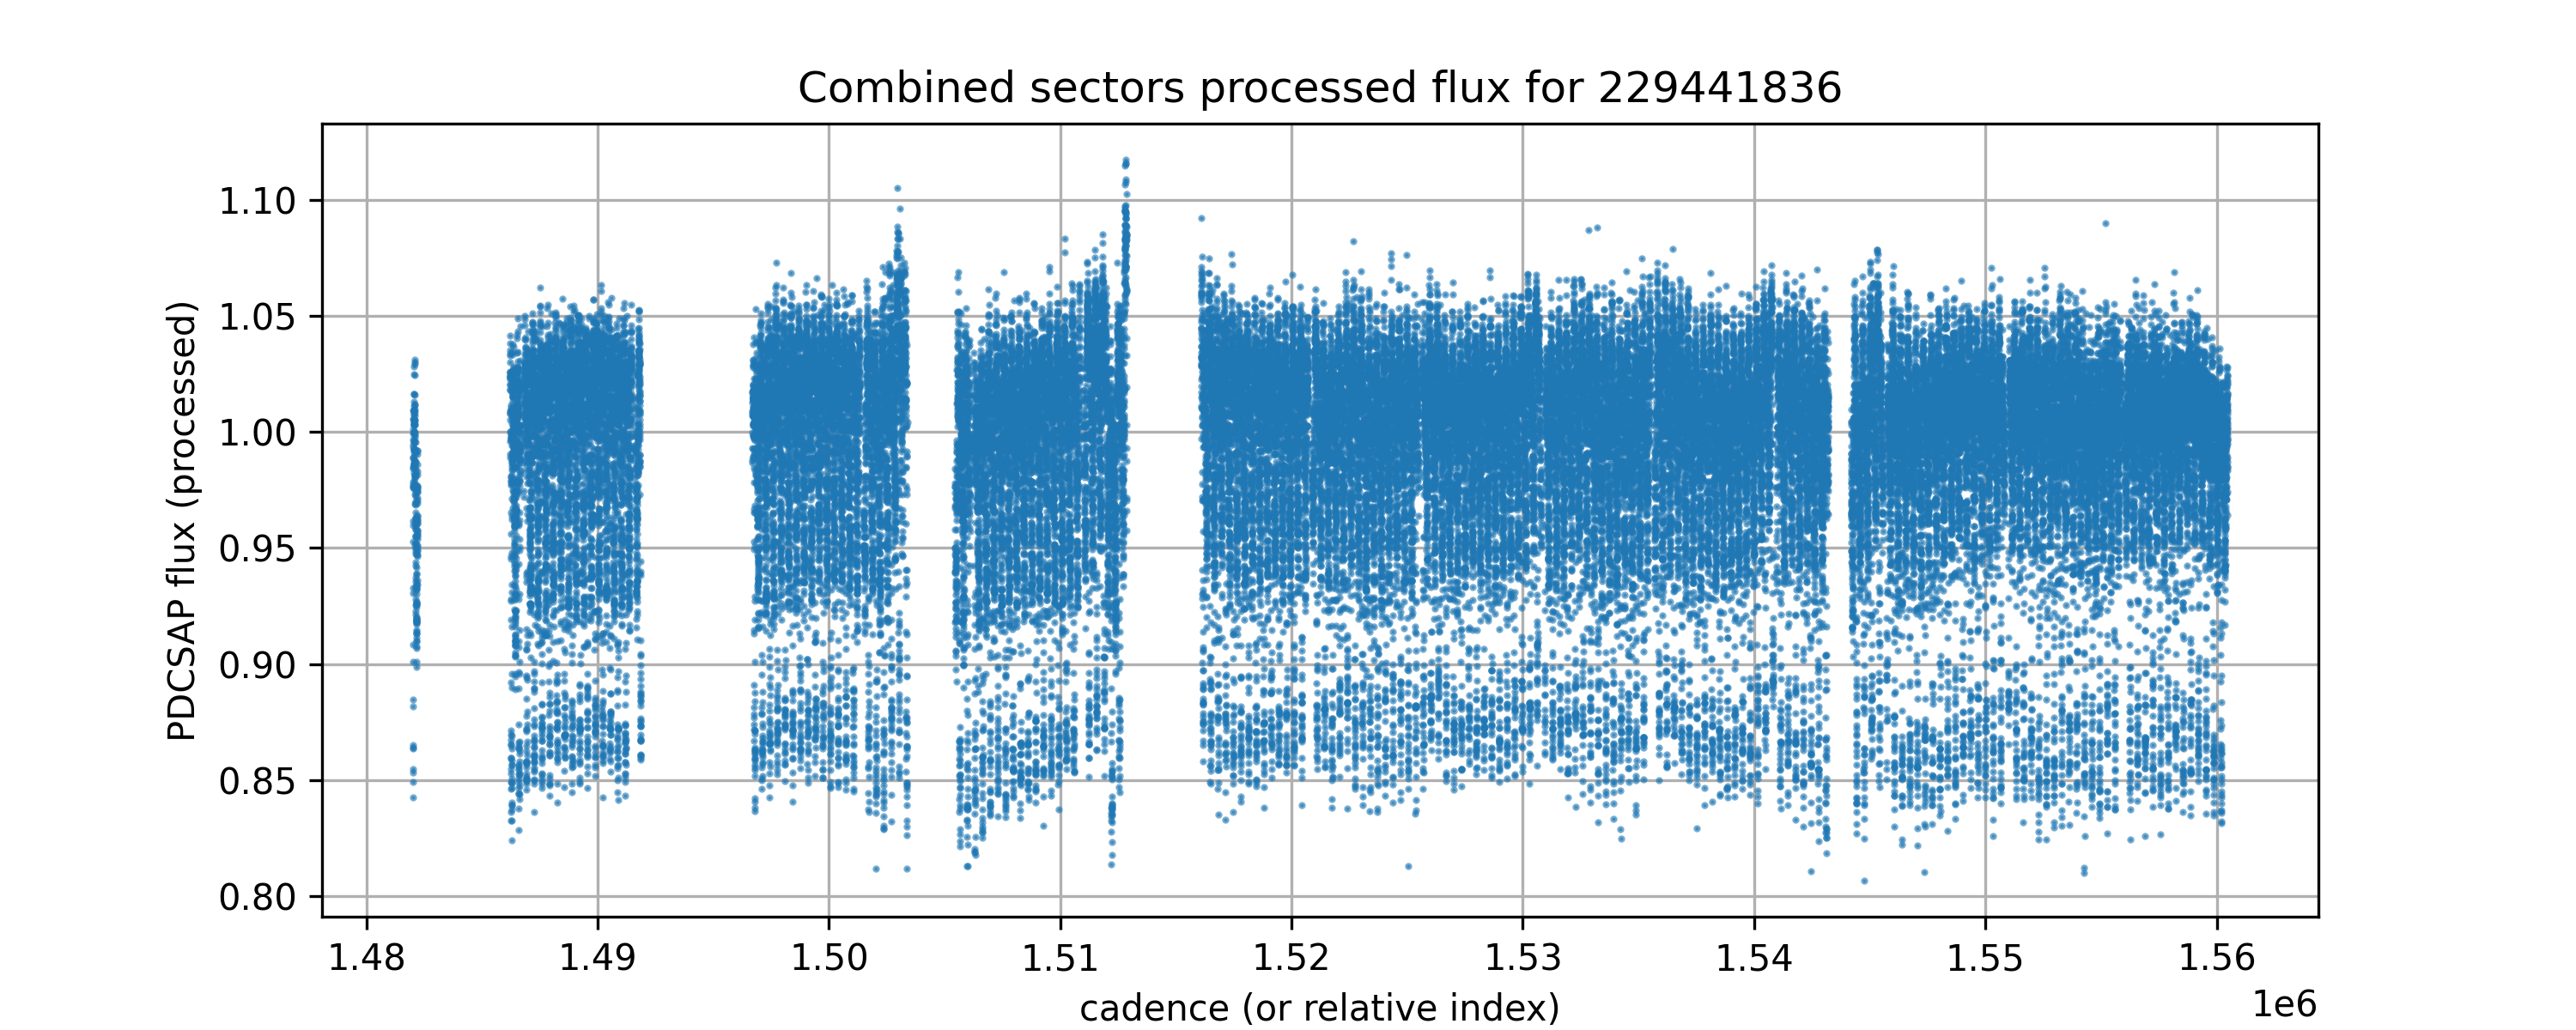 Combined sectors processed flux for 229441836
PDCSAP flux (processed)
1.10
1.05
1.00
0.95
0.90
0.85
0.80
1.48 1.49 1.50 1.51 1.52 1.53 1.54 1.55 1.56
cadence (or relative index)
1e6